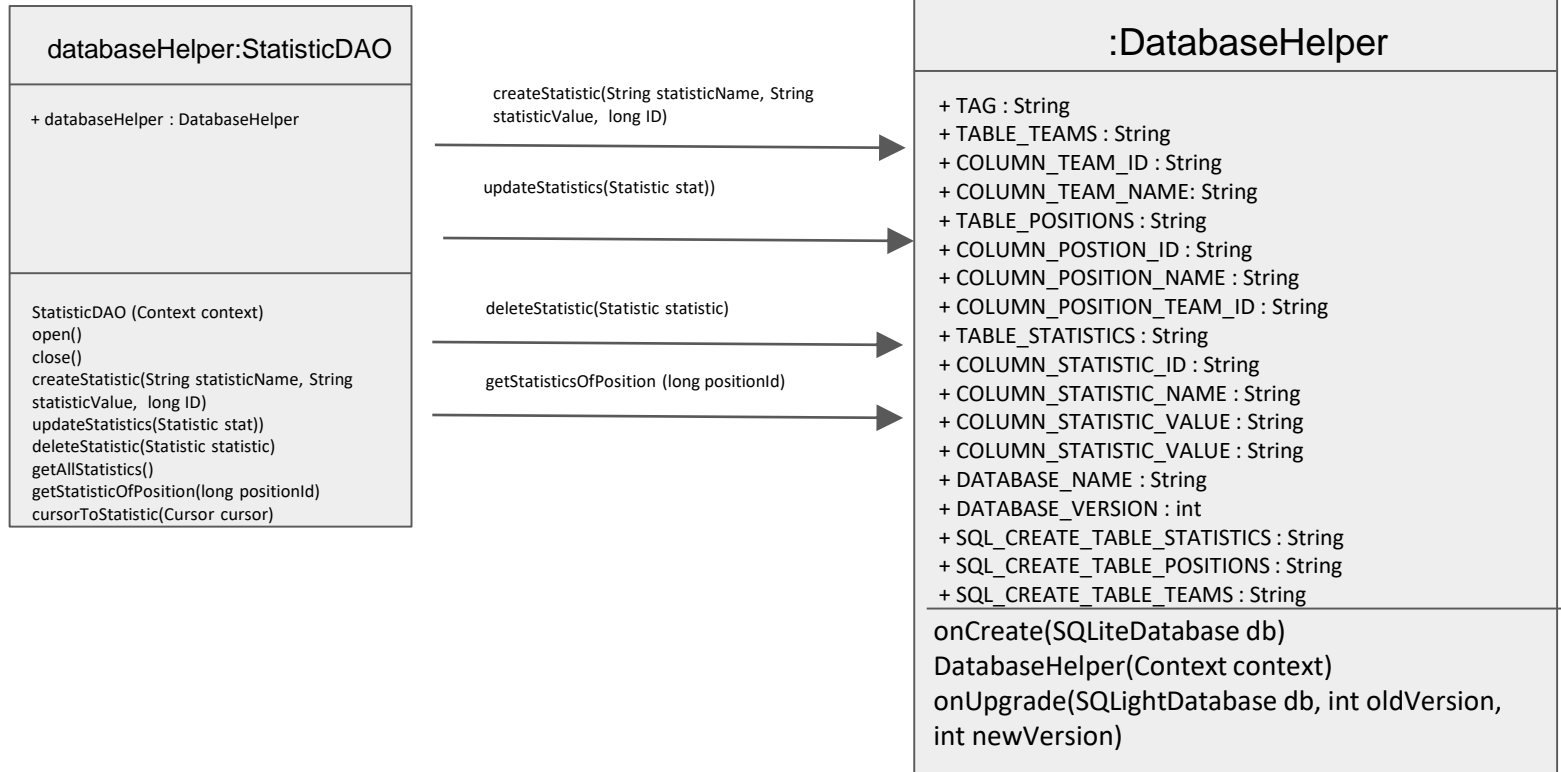 databaseHelper:StatisticDAO
+ databaseHelper : DatabaseHelper
StatisticDAO (Context context)
open()
close()
createStatistic(String statisticName, String
statisticValue, long ID)
updateStatistics(Statistic stat))
deleteStatistic(Statistic statistic)
getAllStatistics()
getStatisticOfPosition(long positionId)
cursorToStatistic(Cursor cursor)
createStatistic(String statisticName, String
statisticValue, long ID)
updateStatistics(Statistic stat))
deleteStatistic(Statistic statistic)
getStatisticsOfPosition (long positionId)
:DatabaseHelper
+ TAG : String
+ TABLE_TEAMS : String
+ COLUMN_TEAM_ID : String
+ COLUMN_TEAM_NAME: String
+ TABLE_POSITIONS : String
+ COLUMN_POSTION_ID : String
+ COLUMN_POSITION_NAME : String
+ COLUMN_POSITION_TEAM_ID : String
+ TABLE_STATISTICS : String
+ COLUMN_STATISTIC_ID : String
+ COLUMN_STATISTIC_NAME : String
+ COLUMN_STATISTIC_VALUE : String
+ COLUMN_STATISTIC_VALUE : String
+ DATABASE_NAME : String
+ DATABASE_VERSION : int
+ SQL_CREATE_TABLE_STATISTICS : String
+ SQL_CREATE_TABLE_POSITIONS : String
+ SQL_CREATE_TABLE_TEAMS : String
onCreate(SQLiteDatabase db)
DatabaseHelper(Context context)
onUpgrade(SQLightDatabase db, int oldVersion,
int newVersion)